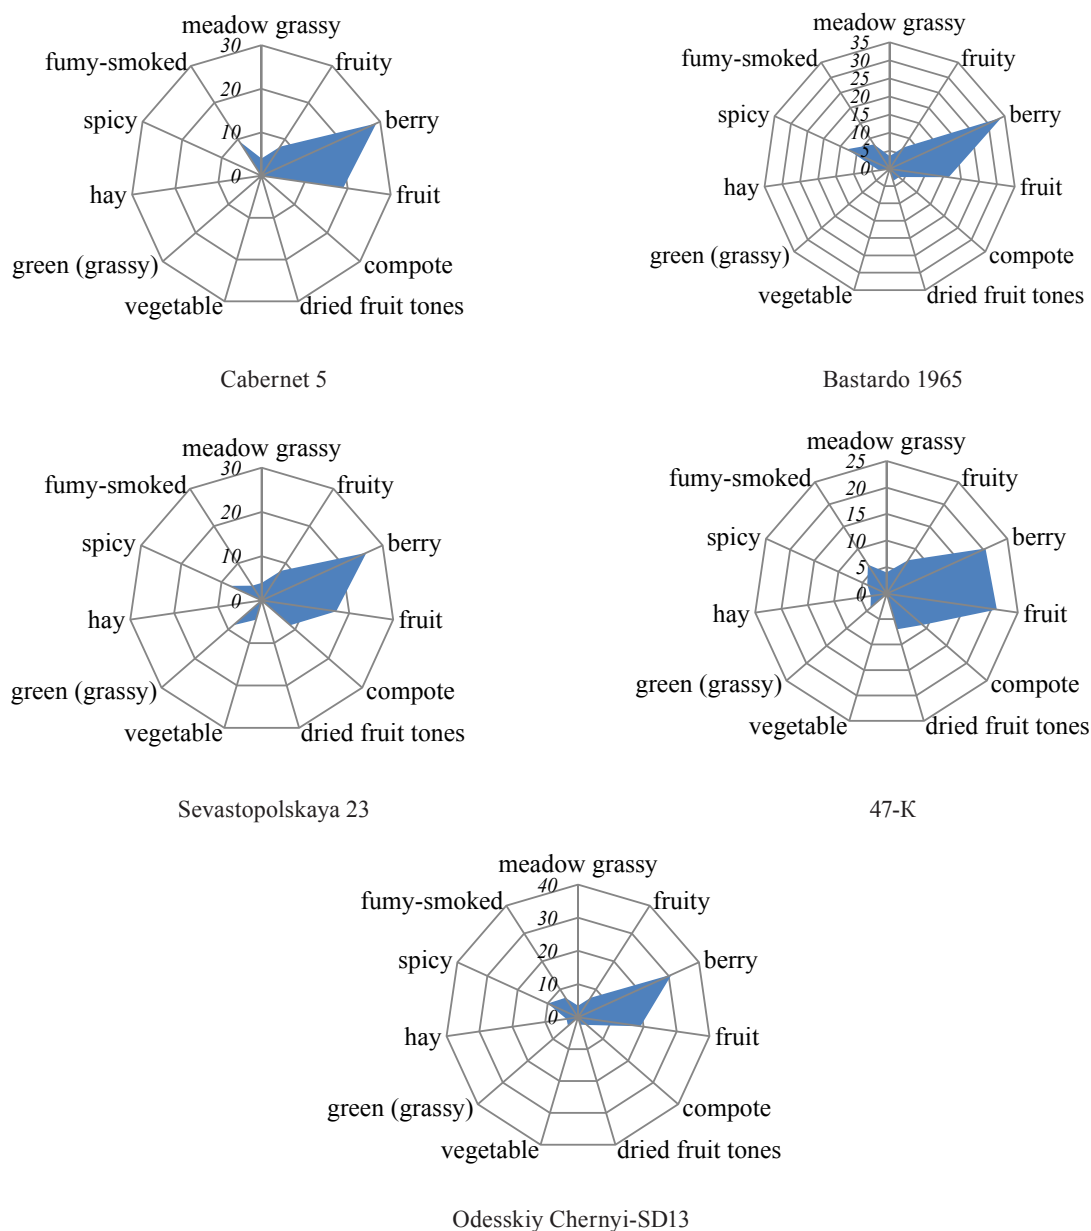 meadow grassy
30
fumy-smoked
fruity
20
spicy
berry
10
0
hay
fruit
green (grassy)
compote
vegetable
dried fruit tones
Cabernet 5
meadow grassy
35
fumy-smoked
fruity
30
25
20
spicy
berry
15
10
5
0
hay
fruit
green (grassy)
compote
vegetable
dried fruit tones
Bastardo 1965
meadow grassy
30
fumy-smoked
fruity
20
spicy
berry
10
0
hay
fruit
green (grassy)
compote
vegetable
dried fruit tones
Sevastopolskaya 23
meadow grassy
25
fumy-smoked
fruity
20
15
spicy
berry
10
5
0
hay
fruit
green (grassy)
compote
vegetable
dried fruit tones
47-К
meadow grassy
40
fumy-smoked
fruity
30
20
spicy
berry
10
0
hay
fruit
green (grassy)
compote
vegetable
dried fruit tones
Odesskiy Chernyi-SD13